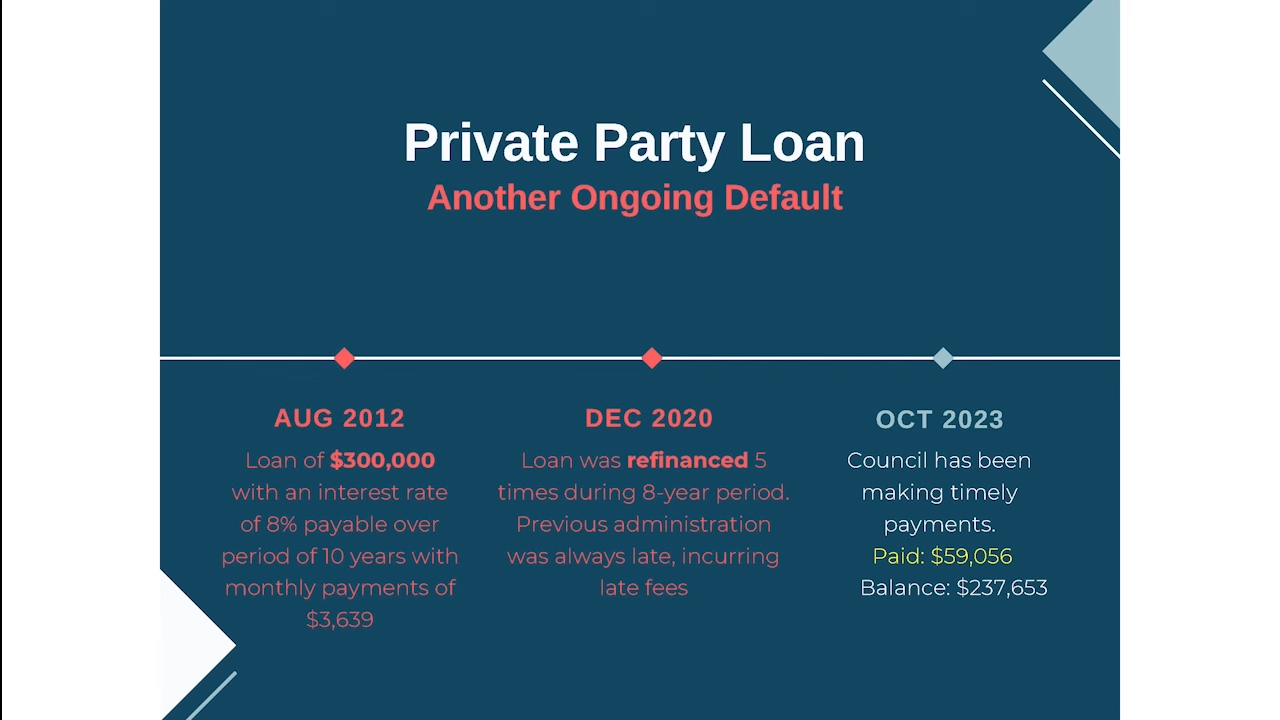 Private Party Loan
Another Ongoing Default
AUG 2012
Loan of $300,000
with an interest rate
of 8% payable over
period of 10 years with
monthly payments of
$3,639
DEC 2020
Loan was refinanced 5
times during 8-year period.
Previous administration
was always late, incurring
late fees
OCT 2023
Council has been
making timely
payments.
Paid: $59,056
Balance: $237,653